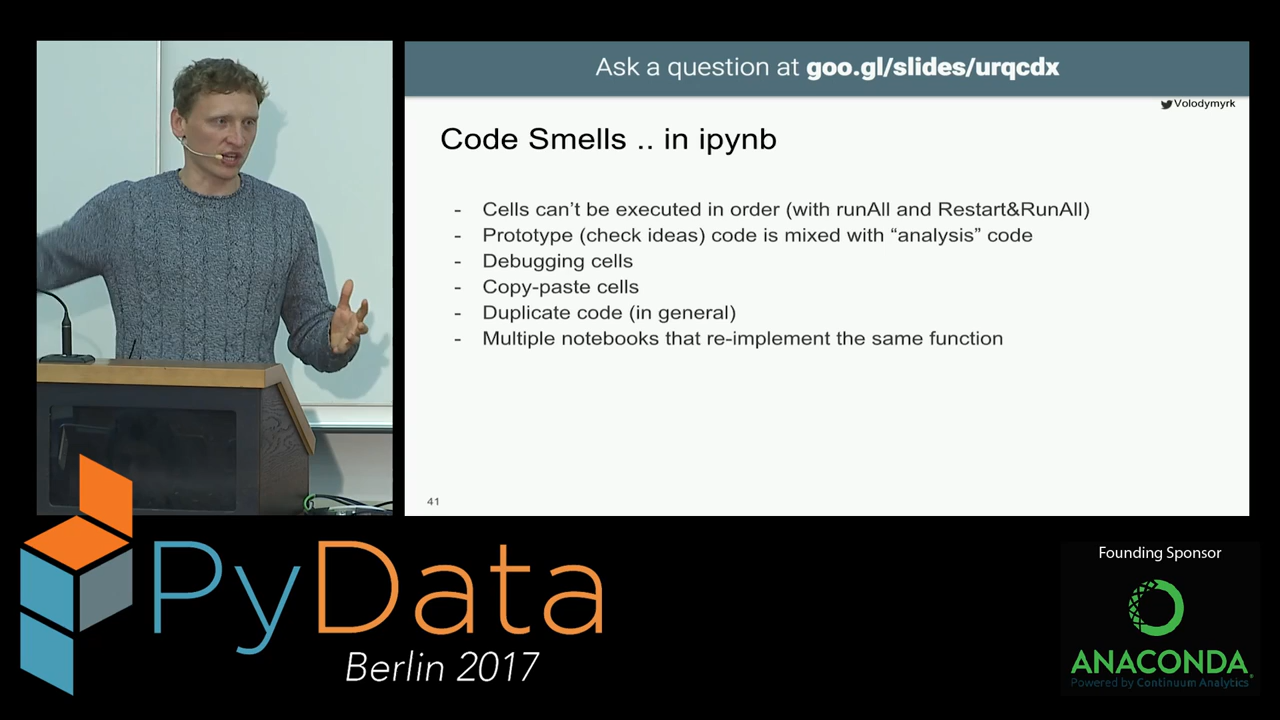 Ask a question at goo.gl/slides/urqcdx
Volodymyrk
Code Smells .. in ipynb
- Cells can’t be executed in order (with runAll and Restart&RunAll)
- Prototype (check ideas) code is mixed with “analysis” code
- Debugging cells
- Copy-paste cells
- Duplicate code (in general)
- Multiple notebooks that re-implement the same function
41
PyData
Berlin 2017
Founding Sponsor
ANACONDA
Powered by Continuum Analytics